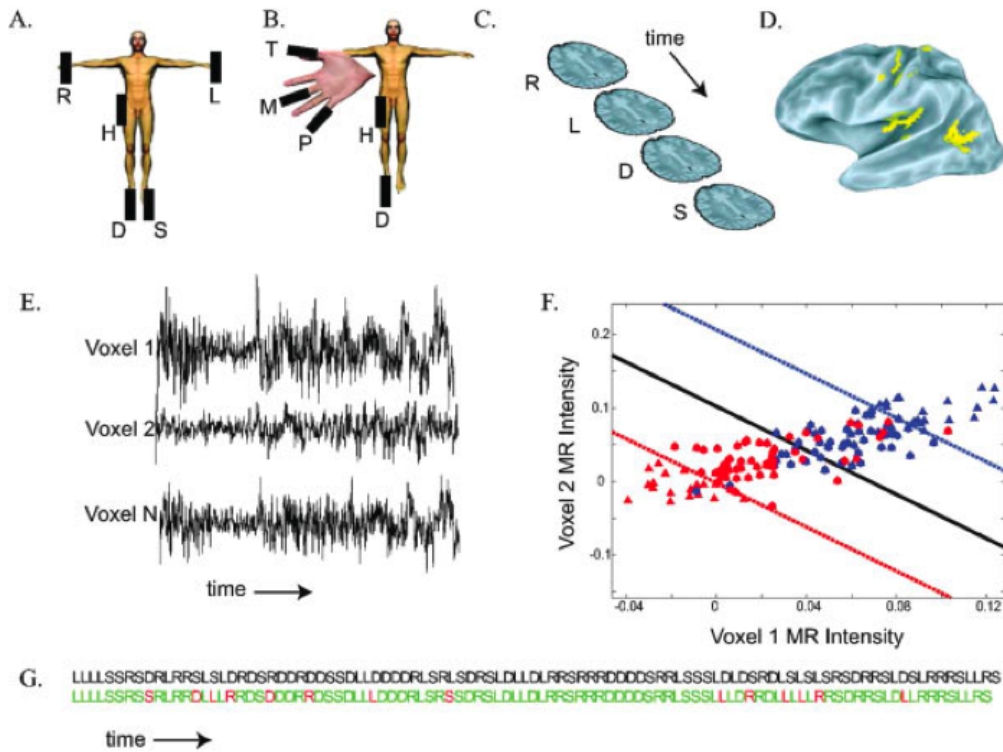 A.
R
L
H
D
S
B.
T
M
P
H
D
C.
time
R
L
D
S
D.
E.
Voxel 1
Voxel 2
Voxel N
time
F.
Voxel 2 MR Intensity
0.2
0.1
0
-0.1
-0.04
0
0.04
0.08
0.12
Voxel 1 MR Intensity
G.
time